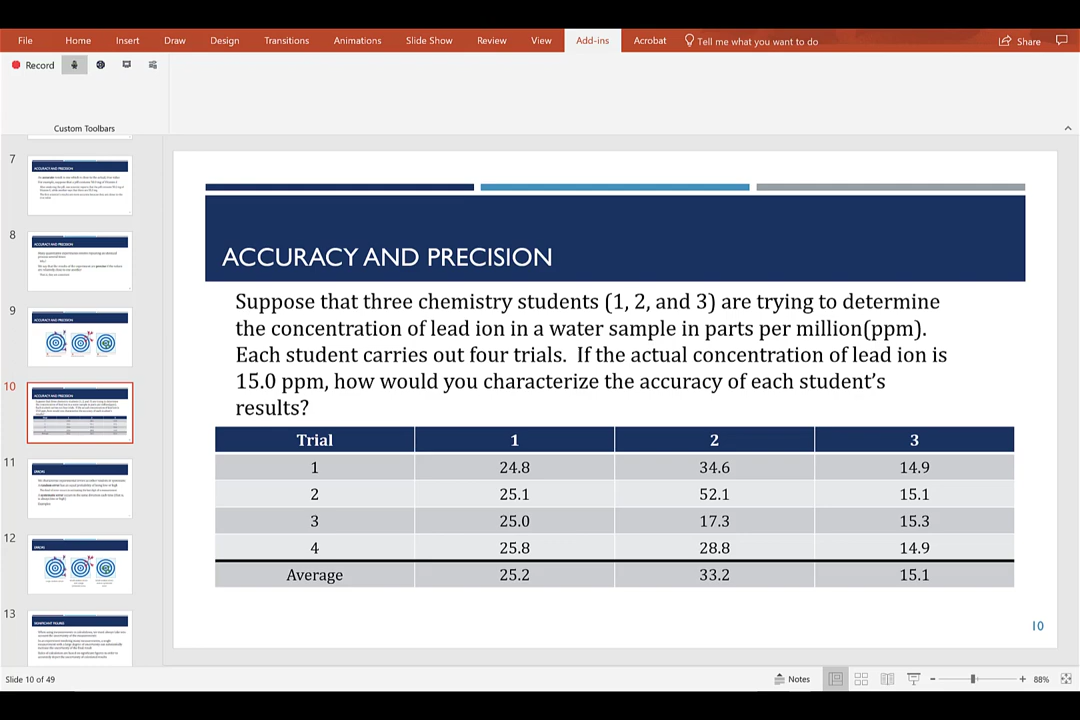 File Home Insert Draw Design Transitions Animations Slide Show Review View Add-ins Acrobat Tell me what you want to do Share
Record
Custom Toolbars
7
8
9
10
11
12
13
ACCURACY AND PRECISION
Suppose that three chemistry students (1, 2, and 3) are trying to determine
the concentration of lead ion in a water sample in parts per million(ppm).
Each student carries out four trials. If the actual concentration of lead ion is
15.0 ppm, how would you characterize the accuracy of each student's
results?
Trial 1 2 3
1 24.8 34.6 14.9
2 25.1 52.1 15.1
3 25.0 17.3 15.3
4 25.8 28.8 14.9
Average 25.2 33.2 15.1
10
Slide 10 of 49 Notes 88%